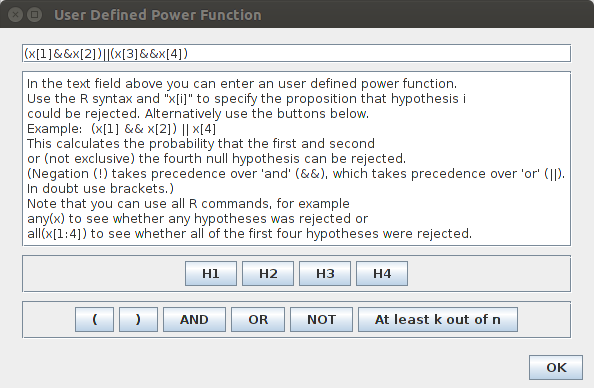 User Defined Power Function
(x[1]&&x[2])||(x[3]&&x[4])
In the text field above you can enter an user defined power function.
Use the R syntax and "x[i]" to specify the proposition that hypothesis i
could be rejected. Alternatively use the buttons below.
Example: (x[1] && x[2]) || x[4]
This calculates the probability that the first and second
or (not exclusive) the fourth null hypothesis can be rejected.
(Negation (!) takes precedence over 'and' (&&), which takes precedence over 'or' (||).
In doubt use brackets.)
Note that you can use all R commands, for example
any(x) to see whether any hypotheses was rejected or
all(x[1:4]) to see whether all of the first four hypotheses were rejected.
H1 H2 H3 H4
( ) AND OR NOT At least k out of n
OK